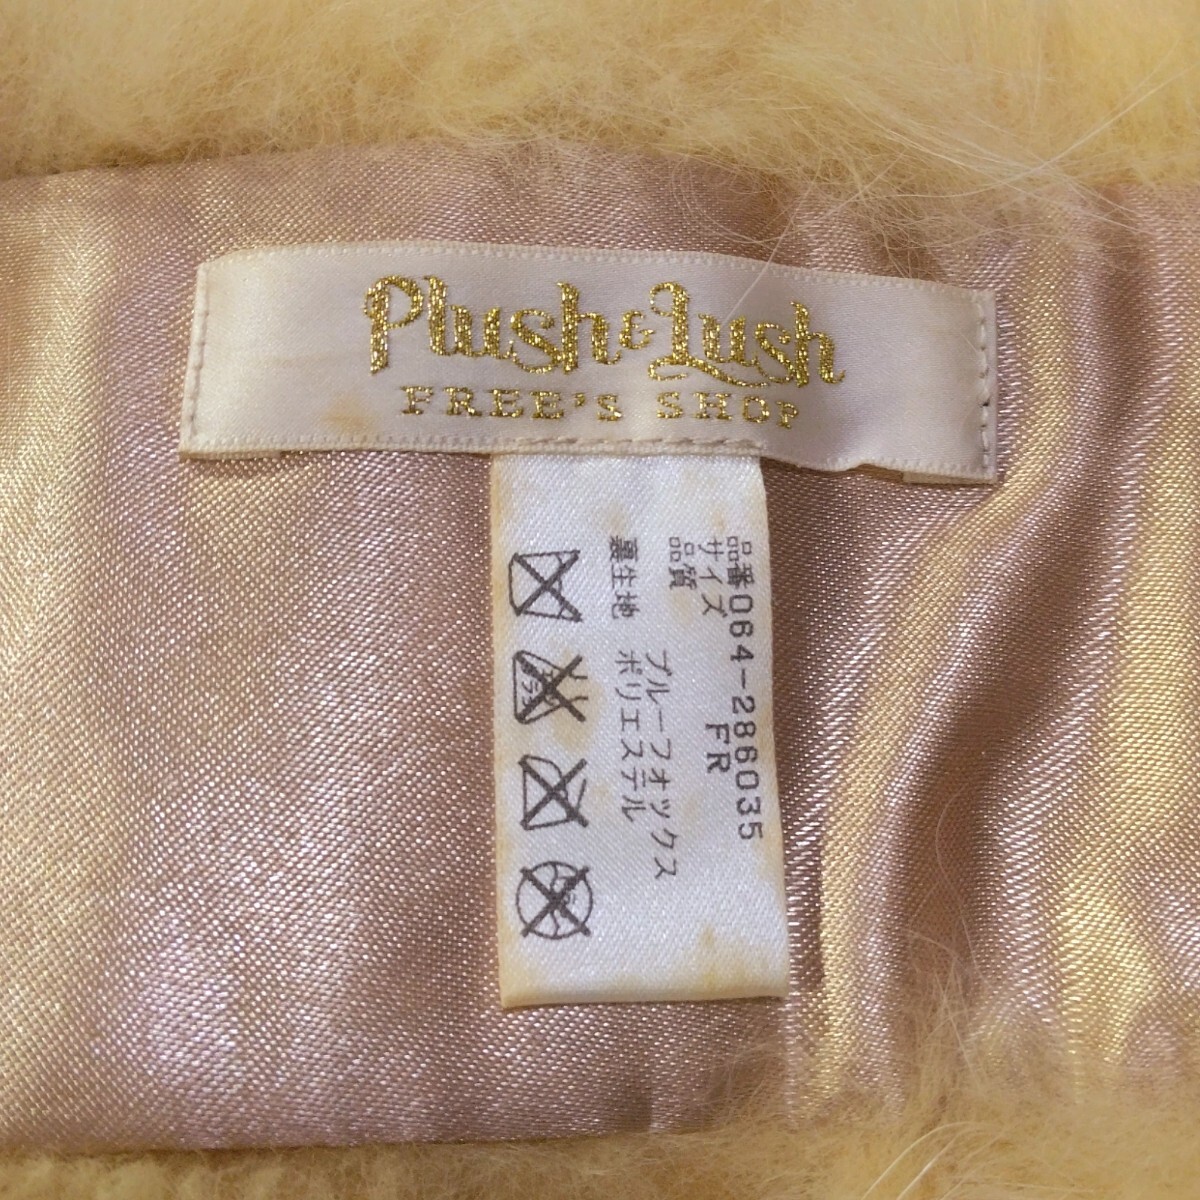 Plush & Lush
FREE'S SHOP
品番064-286035
サイズ FR
品質
ブルーフォックス
裏生地 ポリエステル